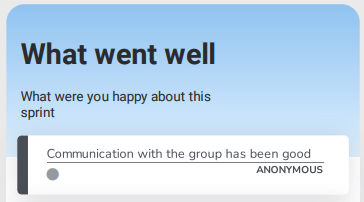 What went well
What were you happy about this
sprint
Communication with the group has been good
ANONYMOUS